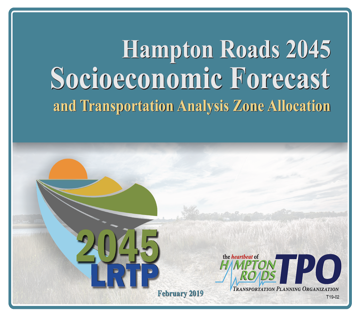 Hampton Roads 2045
Socioeconomic Forecast
and Transportation Analysis Zone Allocation
2045
LRTP
February 2019
the heartbeat of
HAMPTON
ROADS
TPO
TRANSPORTATION PLANNING ORGANIZATION
T19-02